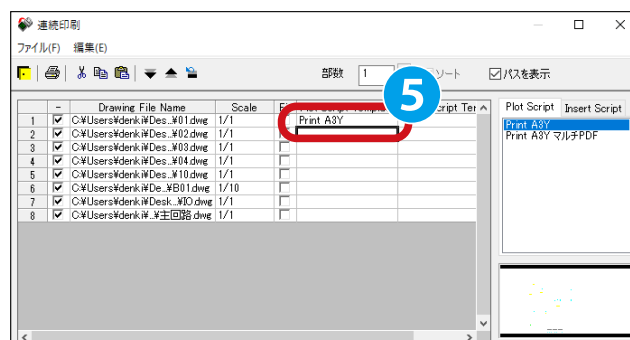 連続印刷
ファイル(F) 編集(E)
部数 1 ソート パスを表示
- Drawing File Name Scale
1 C:¥Users¥denki¥Des...¥01.dwg 1/1 Print A3Y
2 C:¥Users¥denki¥Des...¥02.dwg 1/1
3 C:¥Users¥denki¥Des...¥03.dwg 1/1
4 C:¥Users¥denki¥Des...¥04.dwg 1/1
5 C:¥Users¥denki¥Des...¥10.dwg 1/1
6 C:¥Users¥denki¥De...¥B01.dwg 1/10
7 C:¥Users¥denki¥Desk...¥IO.dwg 1/1
8 C:¥Users¥denki¥...¥主回路.dwg 1/1
5
Plot Script Insert Script
Print A3Y
Print A3Y マルチPDF